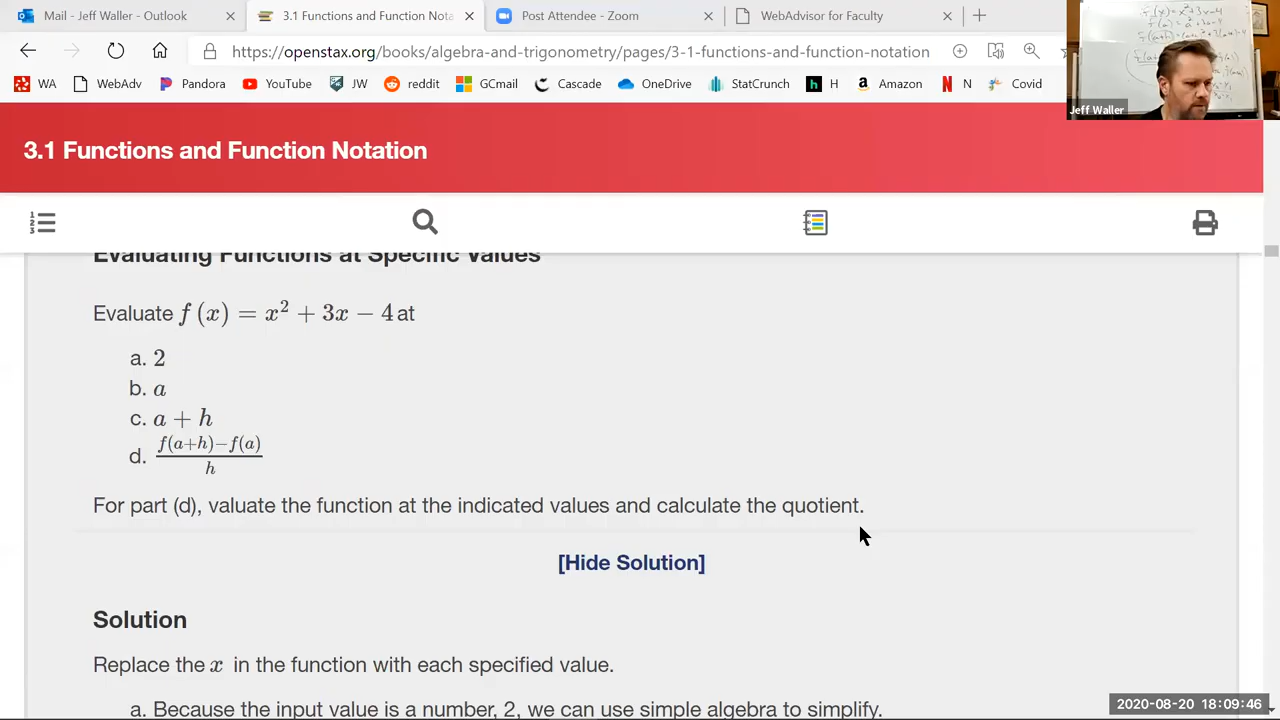 Mail - Jeff Waller - Outlook
3.1 Functions and Function Nota
Post Attendee - Zoom
WebAdvisor for Faculty
https://openstax.org/books/algebra-and-trigonometry/pages/3-1-functions-and-function-notation
WA WebAdv Pandora YouTube JW reddit GCmail Cascade OneDrive StatCrunch H Amazon N Covid
Jeff Waller
3.1 Functions and Function Notation
Evaluating Functions at Specific Values
Evaluate f (x) = x² + 3x − 4 at
a. 2
b. a
c. a + h
d. f(a+h)−f(a)
h
For part (d), valuate the function at the indicated values and calculate the quotient.
[Hide Solution]
Solution
Replace the x in the function with each specified value.
a. Because the input value is a number, 2, we can use simple algebra to simplify.
2020-08-20 18:09:46